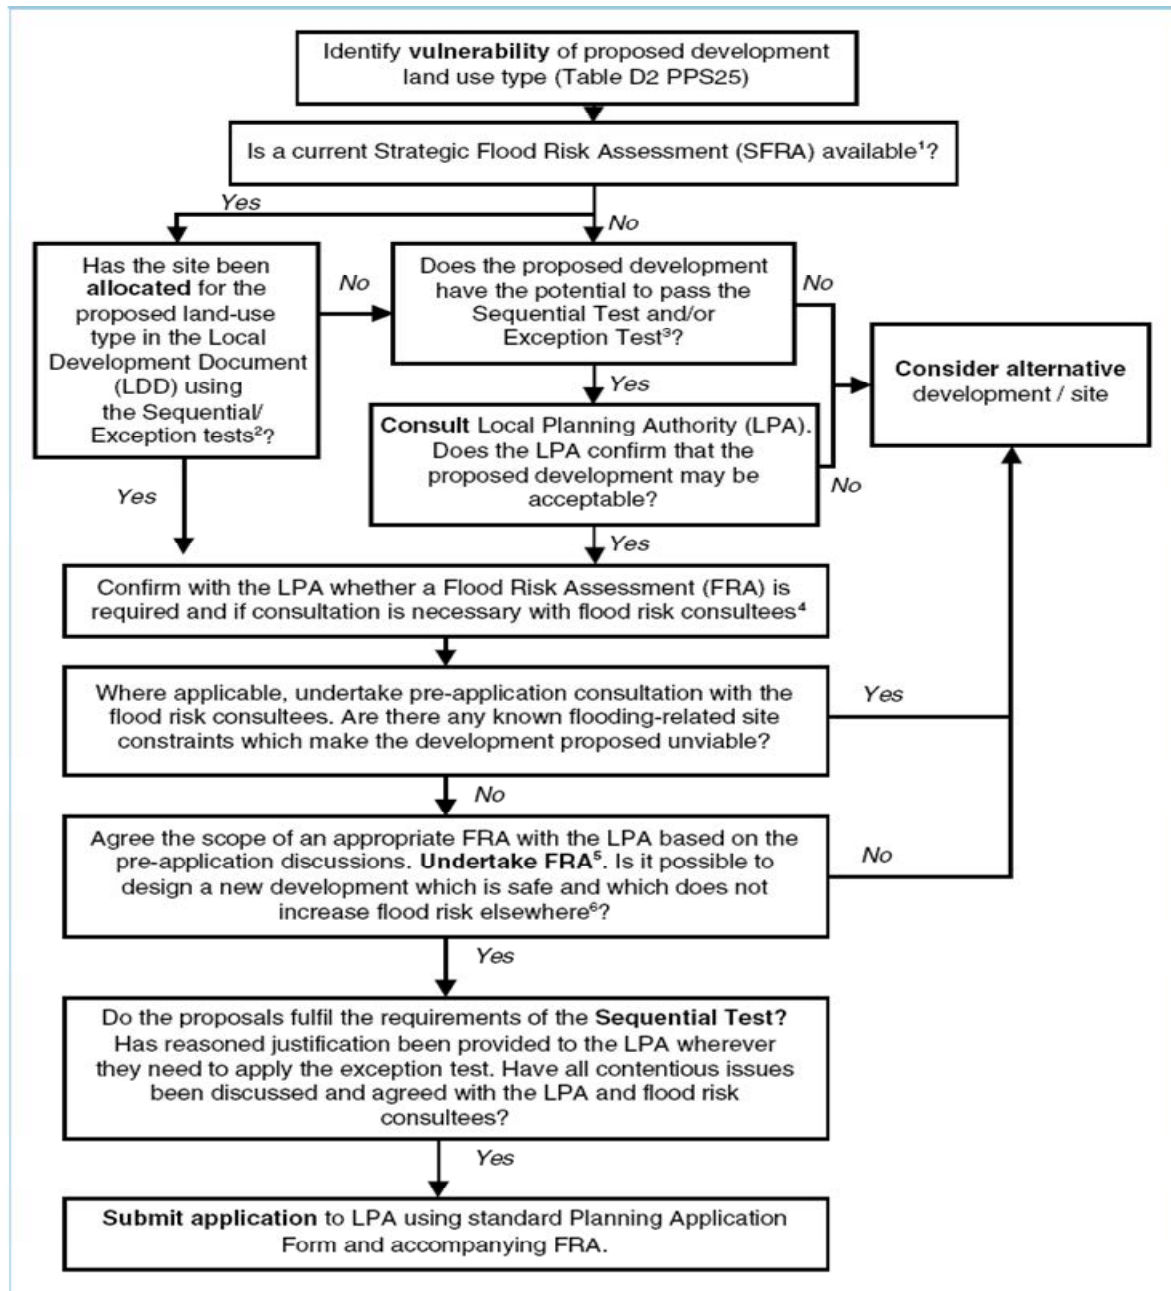 Identify vulnerability of proposed development
land use type (Table D2 PPS25)
Is a current Strategic Flood Risk Assessment (SFRA) available¹?
Yes
No
Has the site been
allocated for the
proposed land-use
type in the Local
Development Document
(LDD) using
the Sequential/
Exception tests²?
No
Does the proposed development
have the potential to pass the
Sequential Test and/or
Exception Test³?
No
Consider alternative
development / site
Yes
Consult Local Planning Authority (LPA).
Does the LPA confirm that the
proposed development may be
acceptable?
No
Yes
Yes
Confirm with the LPA whether a Flood Risk Assessment (FRA) is
required and if consultation is necessary with flood risk consultees⁴
Where applicable, undertake pre-application consultation with the
flood risk consultees. Are there any known flooding-related site
constraints which make the development proposed unviable?
Yes
No
Agree the scope of an appropriate FRA with the LPA based on the
pre-application discussions. Undertake FRA⁵. Is it possible to
design a new development which is safe and which does not
increase flood risk elsewhere⁶?
No
Yes
Do the proposals fulfil the requirements of the Sequential Test?
Has reasoned justification been provided to the LPA wherever
they need to apply the exception test. Have all contentious issues
been discussed and agreed with the LPA and flood risk
consultees?
Yes
Submit application to LPA using standard Planning Application
Form and accompanying FRA.